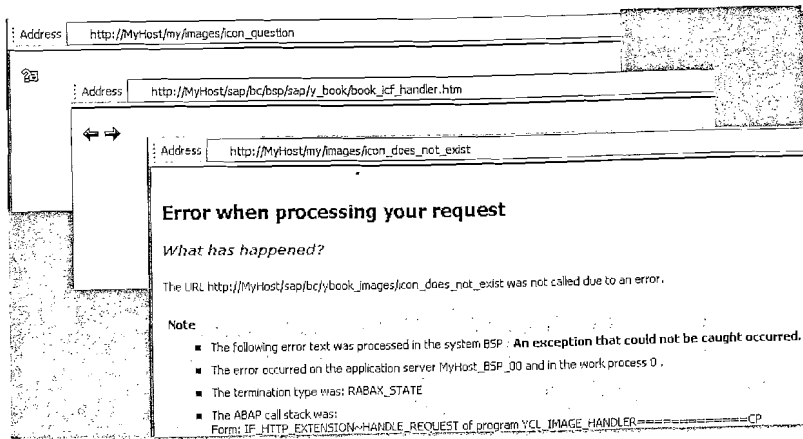 Address http://MyHost/my/images/icon_question
Address http://MyHost/sap/bc/bsp/sap/y_book/book_icf_handler.htm
Address http://MyHost/my/images/icon_does_not_exist
Error when processing your request
What has happened?
The URL http://MyHost/sap/bc/ybook_images/icon_does_not_exist was not called due to an error.
Note
■ The following error text was processed in the system BSP : An exception that could not be caught occurred.
■ The error occurred on the application server MyHost_BSP_00 and in the work process 0 .
■ The termination type was: RABAX_STATE
■ The ABAP call stack was:
Form: IF_HTTP_EXTENSION~HANDLE_REQUEST of program YCL_IMAGE_HANDLER==============CP